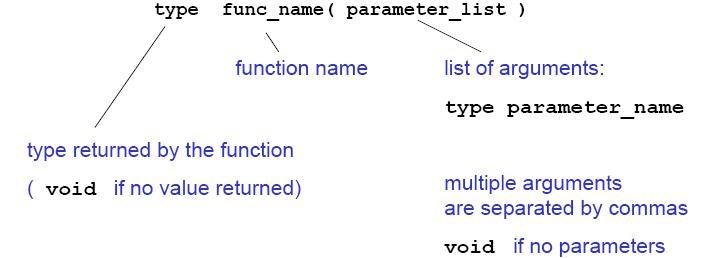 type func_name( parameter_list )
function name
list of arguments:
type parameter_name
type returned by the function
( void if no value returned)
multiple arguments
are separated by commas
void if no parameters